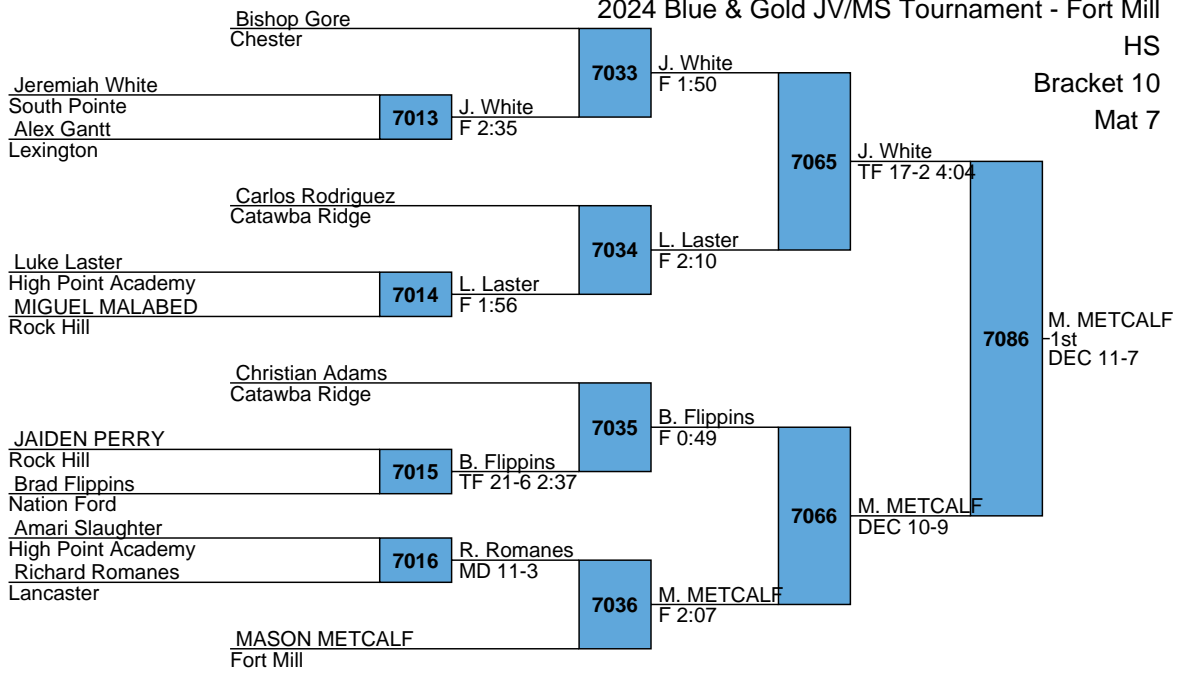 2024 Blue & Gold JV/MS Tournament - Fort Mill
HS
Bracket 10
Mat 7
Bishop Gore
Chester
7033
J. White
F 1:50
Jeremiah White
South Pointe
7013
J. White
F 2:35
Alex Gantt
Lexington
7065
J. White
TF 17-2 4:04
Carlos Rodriguez
Catawba Ridge
7034
L. Laster
F 2:10
Luke Laster
High Point Academy
7014
L. Laster
F 1:56
MIGUEL MALABED
Rock Hill
7086
M. METCALF
1st
DEC 11-7
Christian Adams
Catawba Ridge
7035
B. Flippins
F 0:49
JAIDEN PERRY
Rock Hill
7015
B. Flippins
TF 21-6 2:37
Brad Flippins
Nation Ford
7066
M. METCALF
DEC 10-9
Amari Slaughter
High Point Academy
7016
R. Romanes
MD 11-3
Richard Romanes
Lancaster
7036
M. METCALF
F 2:07
MASON METCALF
Fort Mill